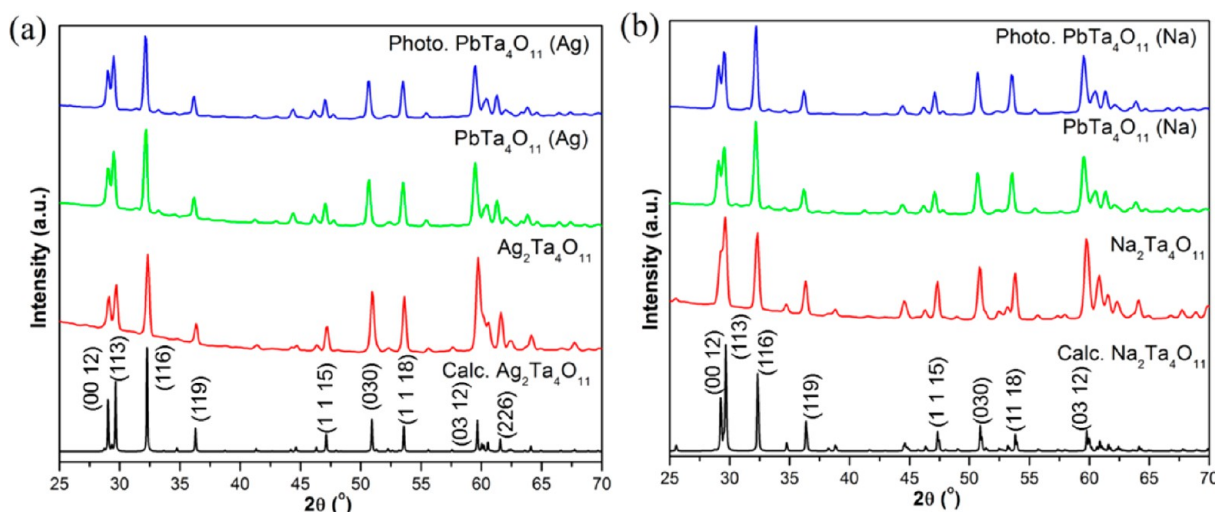 (a)
Intensity (a.u.)
Photo. PbTa₄O₁₁ (Ag)
PbTa₄O₁₁ (Ag)
Ag₂Ta₄O₁₁
Calc. Ag₂Ta₄O₁₁
(00 12)
(113)
(116)
(119)
(1 1 15)
(030)
(1 1 18)
(03 12)
(226)
25 30 35 40 45 50 55 60 65 70
2θ (°)
(b)
Intensity (a.u.)
Photo. PbTa₄O₁₁ (Na)
PbTa₄O₁₁ (Na)
Na₂Ta₄O₁₁
Calc. Na₂Ta₄O₁₁
(00 12)
(113)
(116)
(119)
(1 1 15)
(030)
(11 18)
(03 12)
25 30 35 40 45 50 55 60 65 70
2θ (°)